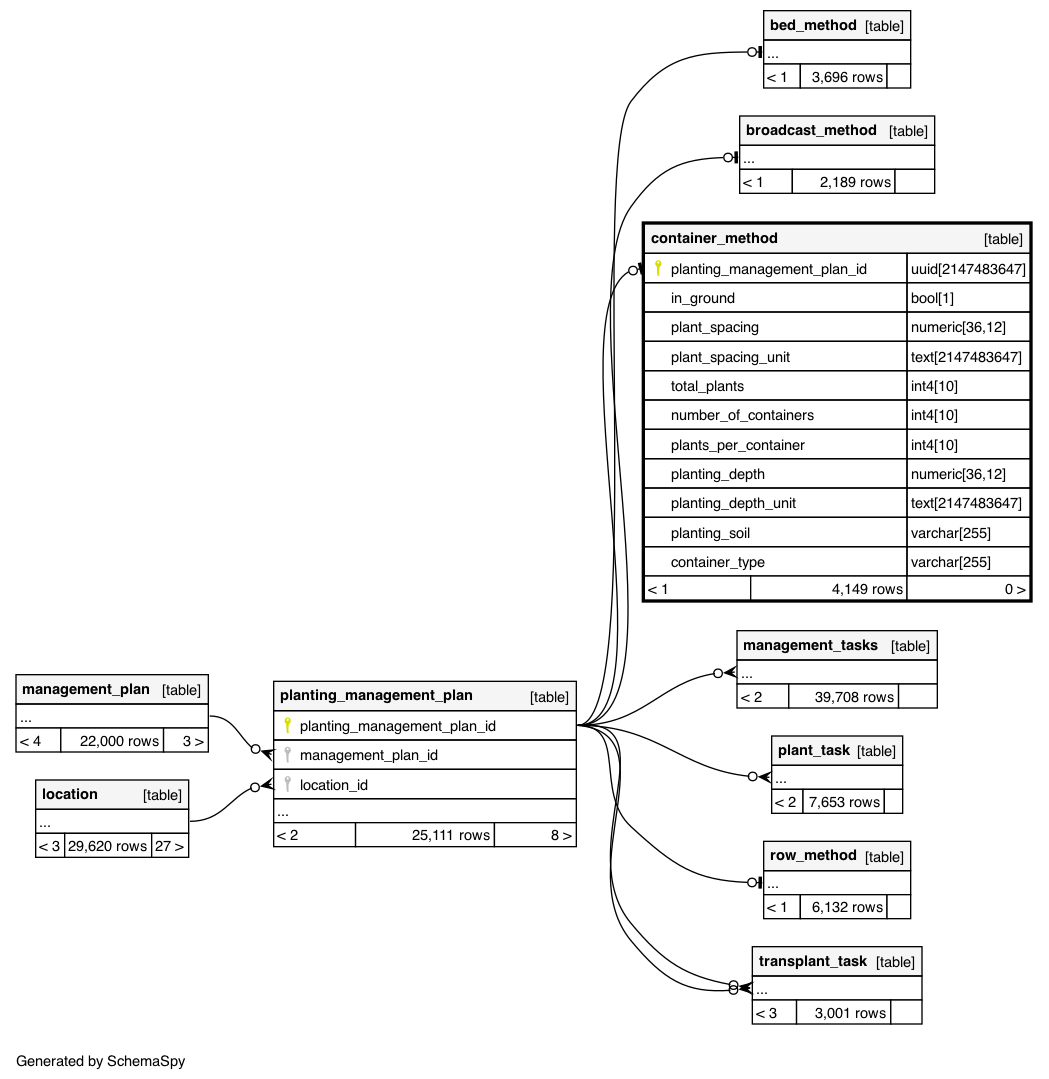 bed_method [table]
...
< 1 3,696 rows
broadcast_method [table]
...
< 1 2,189 rows
container_method [table]
planting_management_plan_id uuid[2147483647]
in_ground bool[1]
plant_spacing numeric[36,12]
plant_spacing_unit text[2147483647]
total_plants int4[10]
number_of_containers int4[10]
plants_per_container int4[10]
planting_depth numeric[36,12]
planting_depth_unit text[2147483647]
planting_soil varchar[255]
container_type varchar[255]
< 1 4,149 rows 0 >
management_tasks [table]
...
< 2 39,708 rows
management_plan [table]
...
< 4 22,000 rows 3 >
location [table]
...
< 3 29,620 rows 27 >
planting_management_plan [table]
planting_management_plan_id
management_plan_id
location_id
...
< 2 25,111 rows 8 >
plant_task [table]
...
< 2 7,653 rows
row_method [table]
...
< 1 6,132 rows
transplant_task [table]
...
< 3 3,001 rows
Generated by SchemaSpy